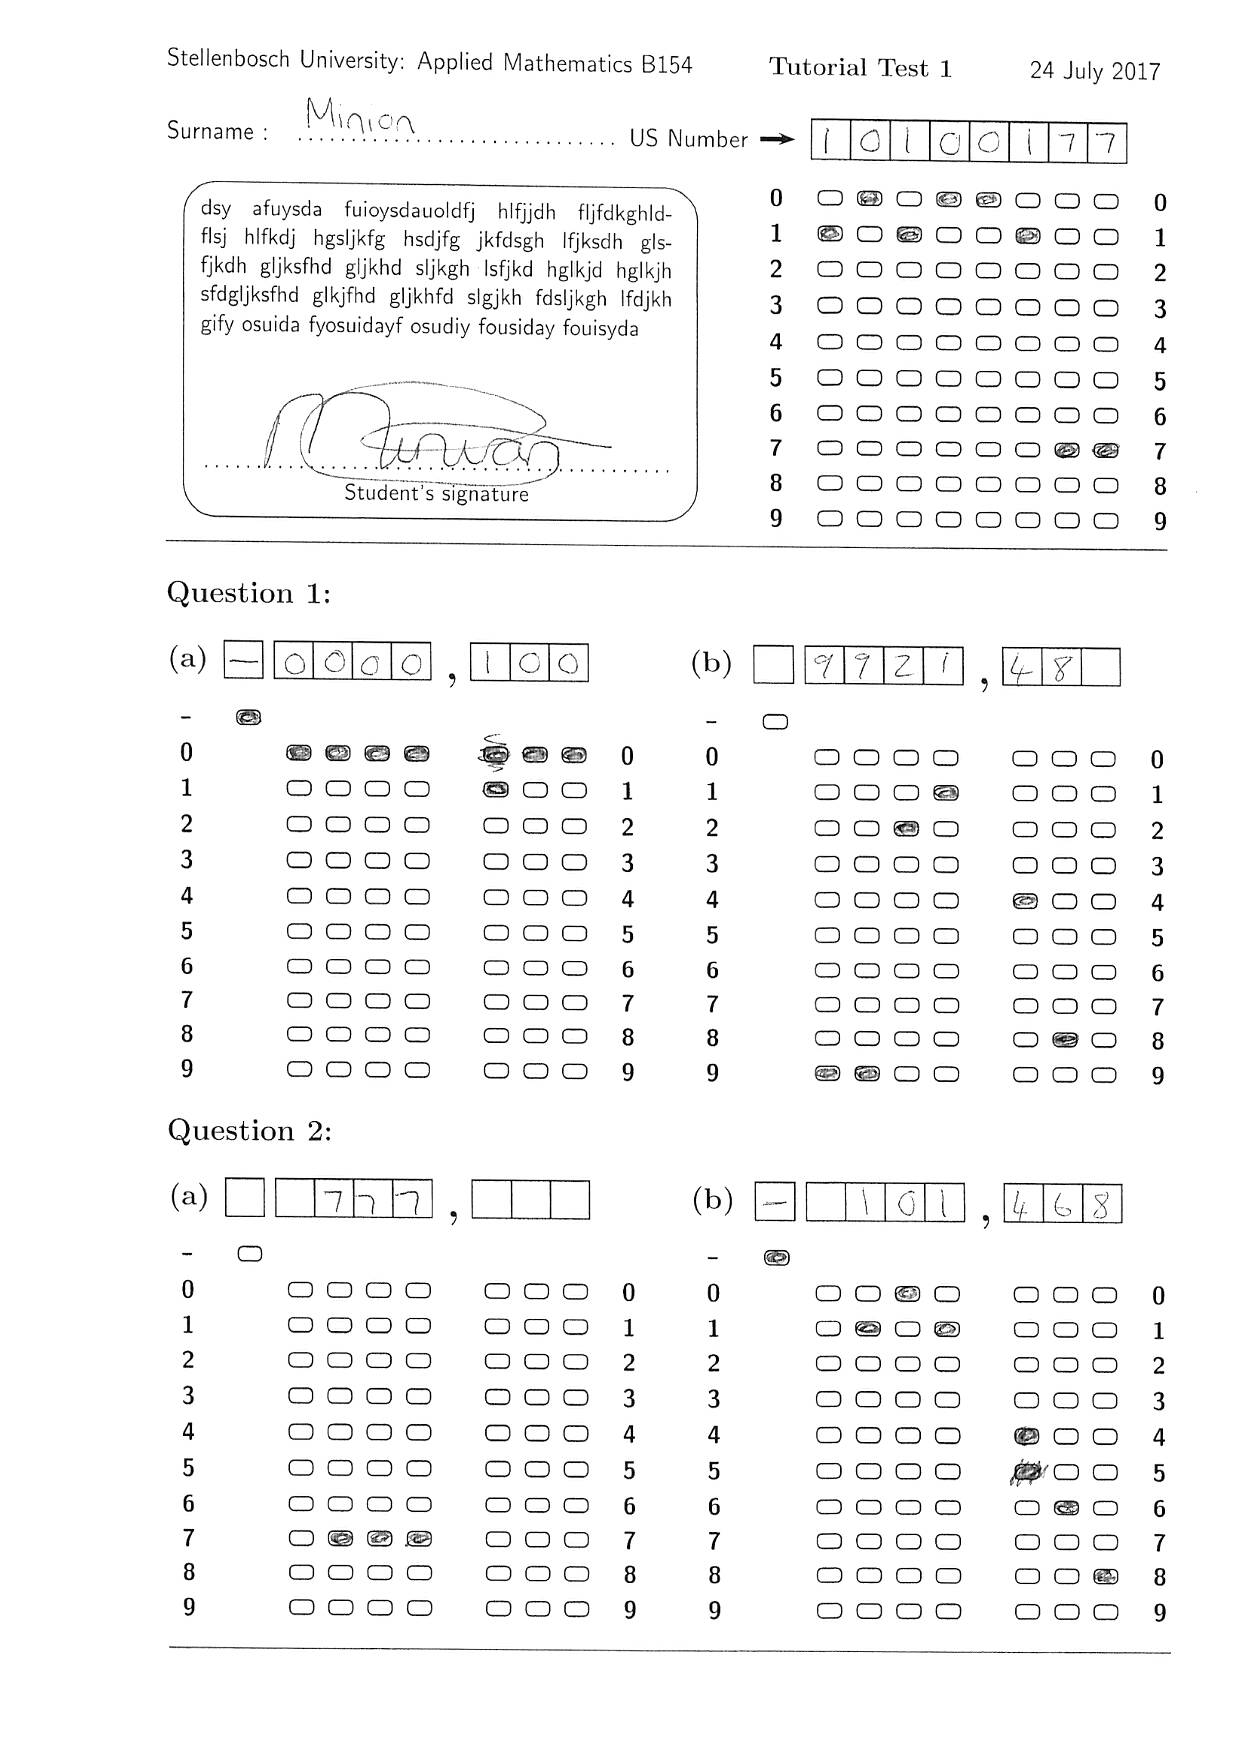 Stellenbosch University: Applied Mathematics B154 Tutorial Test 1 24 July 2017
Surname : Minion US Number → 1 0 1 0 0 1 7 7
dsy afuysda fuioysdauoldfj hlfjjdh fljfdkghld-
flsj hlfkdj hgsljkfg hsdjfg jkfdsgh lfjksdh gls-
fjkdh gljksfhd gljkhd sljkgh lsfjkd hglkjd hglkjh
sfdgljksfhd glkjfhd gljkhfd slgjkh fdsljkgh lfdjkh
gify osuida fyosuidayf osudiy fousiday fouisyda
Minion
Student's signature
0 0
1 1
2 2
3 3
4 4
5 5
6 6
7 7
8 8
9 9
Question 1:
(a) - 0 0 0 0 , 1 0 0 (b) 9 9 2 1 , 4 8
- -
0 0 0 0
1 1 1 1
2 2 2 2
3 3 3 3
4 4 4 4
5 5 5 5
6 6 6 6
7 7 7 7
8 8 8 8
9 9 9 9
Question 2:
(a) 7 7 7 , (b) - 1 0 1 , 4 6 8
- -
0 0 0 0
1 1 1 1
2 2 2 2
3 3 3 3
4 4 4 4
5 5 5 5
6 6 6 6
7 7 7 7
8 8 8 8
9 9 9 9